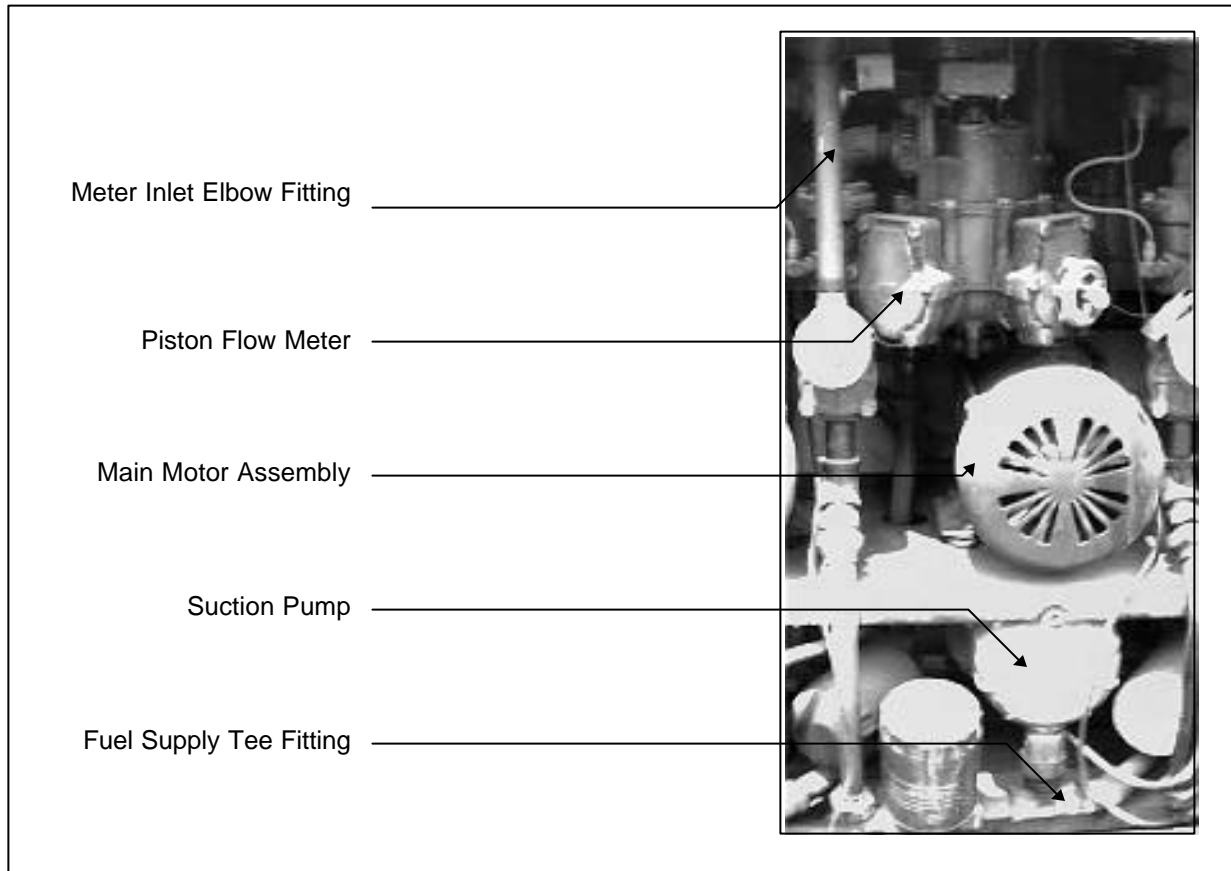 Meter Inlet Elbow Fitting
Piston Flow Meter
Main Motor Assembly
Suction Pump
Fuel Supply Tee Fitting